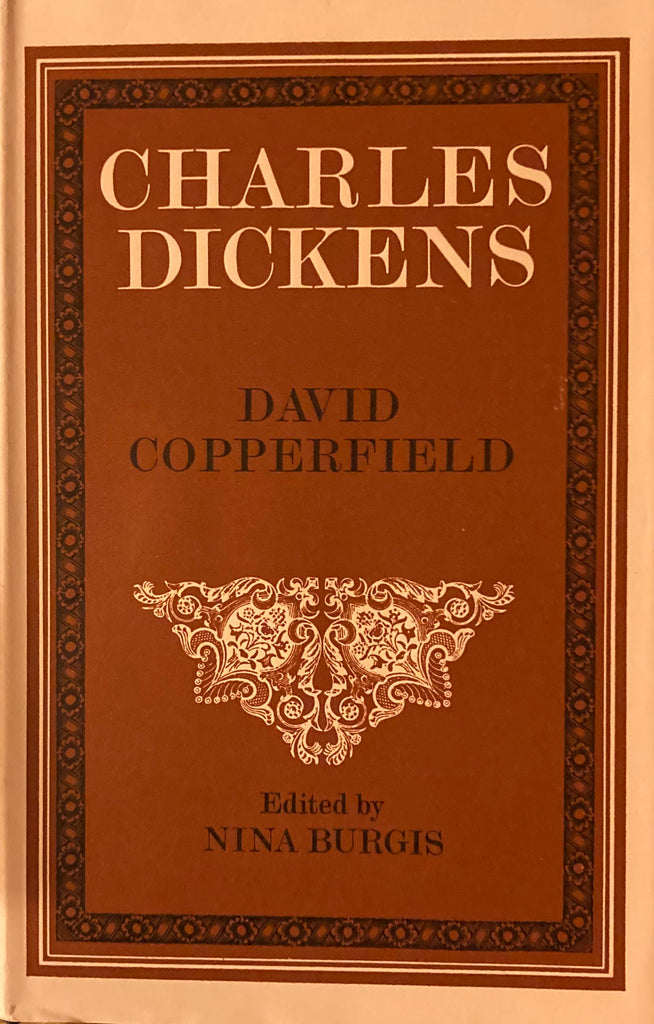 CHARLES
DICKENS
DAVID
COPPERFIELD
Edited by
NINA BURGIS